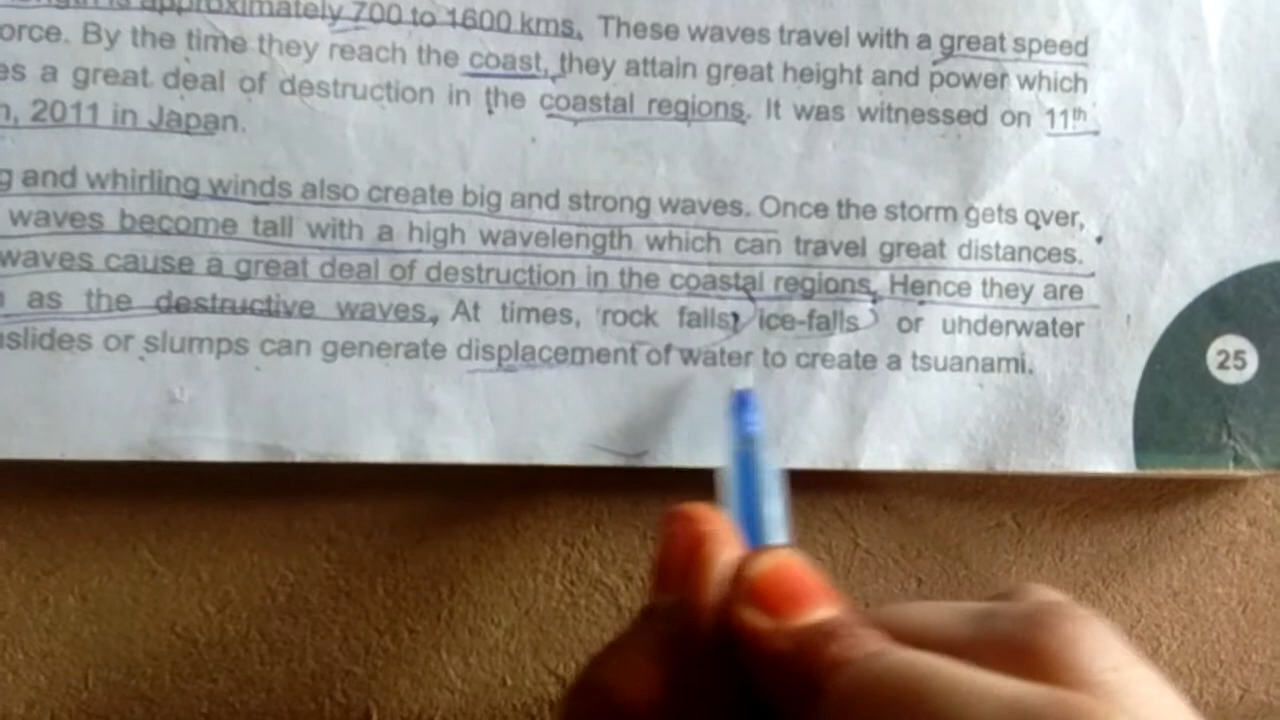 approximately 700 to 1600 kms. These waves travel with a great speed
orce. By the time they reach the coast, they attain great height and power which
es a great deal of destruction in the coastal regions. It was witnessed on 11th
, 2011 in Japan.
g and whirling winds also create big and strong waves. Once the storm gets over,
waves become tall with a high wavelength which can travel great distances.
waves cause a great deal of destruction in the coastal regions. Hence they are
as the destructive waves. At times, rock falls, ice-falls or underwater
slides or slumps can generate displacement of water to create a tsuanami.
25